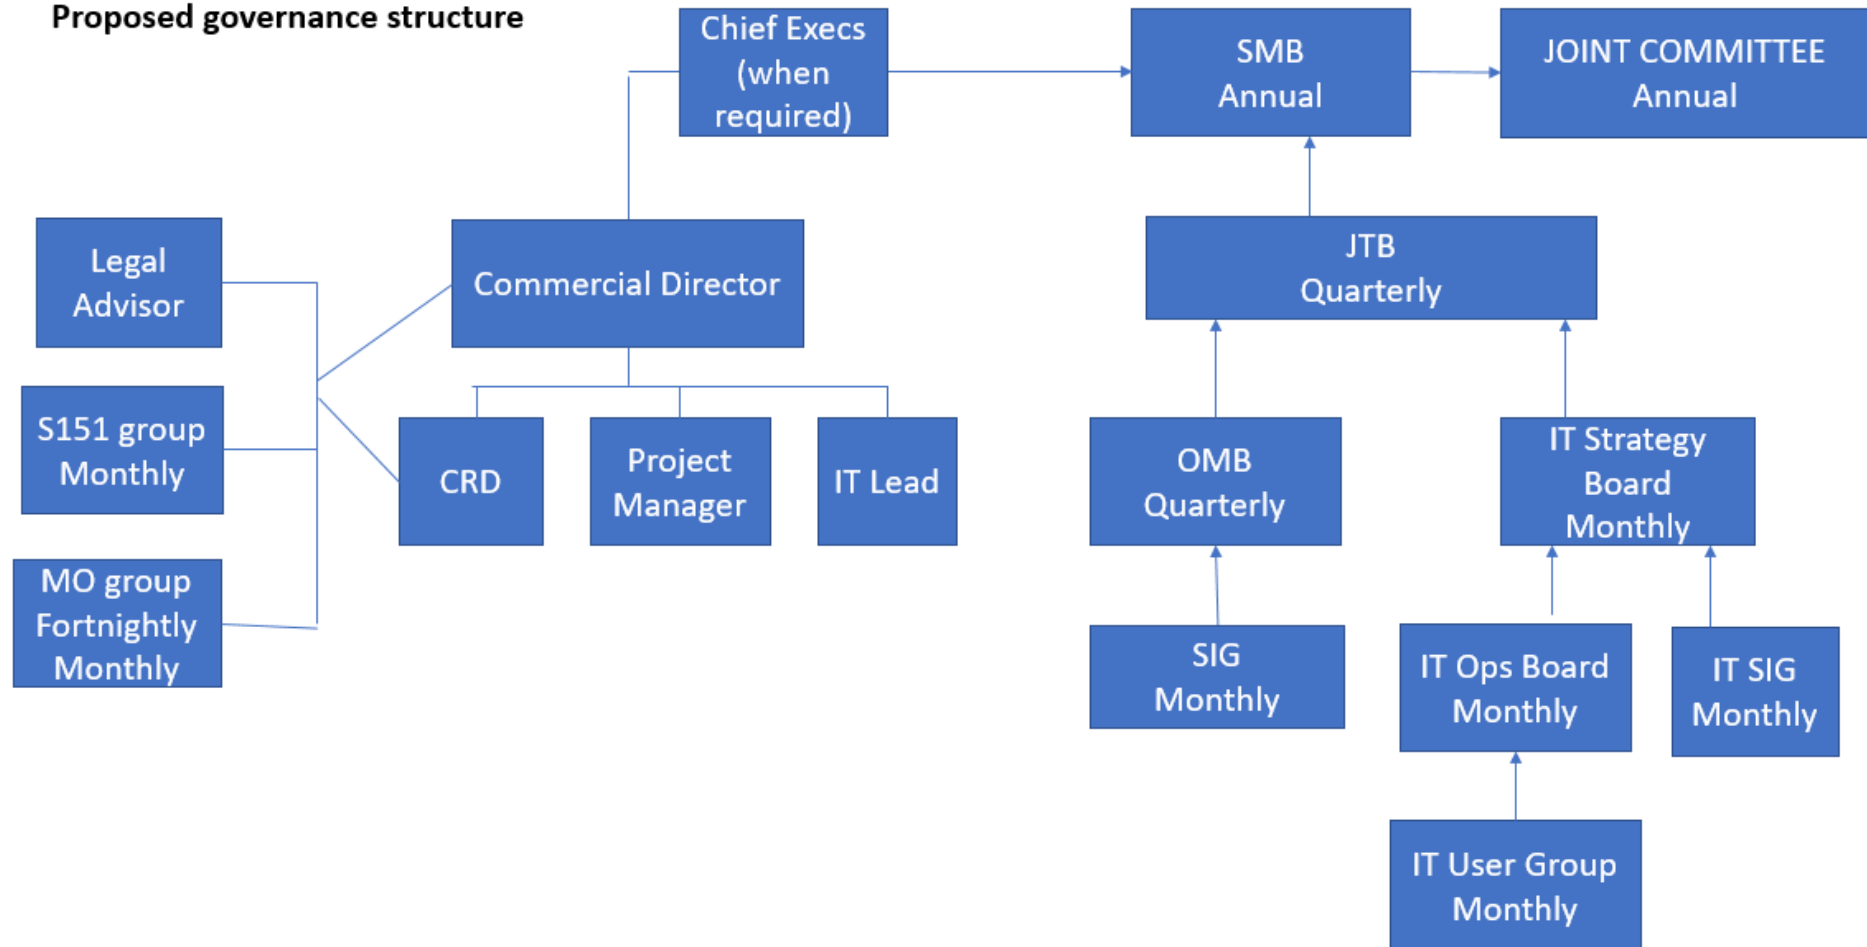 Proposed governance structure
Chief Execs
(when
required)
SMB
Annual
JOINT COMMITTEE
Annual
Legal
Advisor
Commercial Director
JTB
Quarterly
S151 group
Monthly
CRD
Project
Manager
IT Lead
OMB
Quarterly
IT Strategy
Board
Monthly
MO group
Fortnightly
Monthly
SIG
Monthly
IT Ops Board
Monthly
IT SIG
Monthly
IT User Group
Monthly